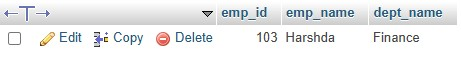 ←T→ emp_id emp_name dept_name
Edit Copy Delete 103 Harshda Finance